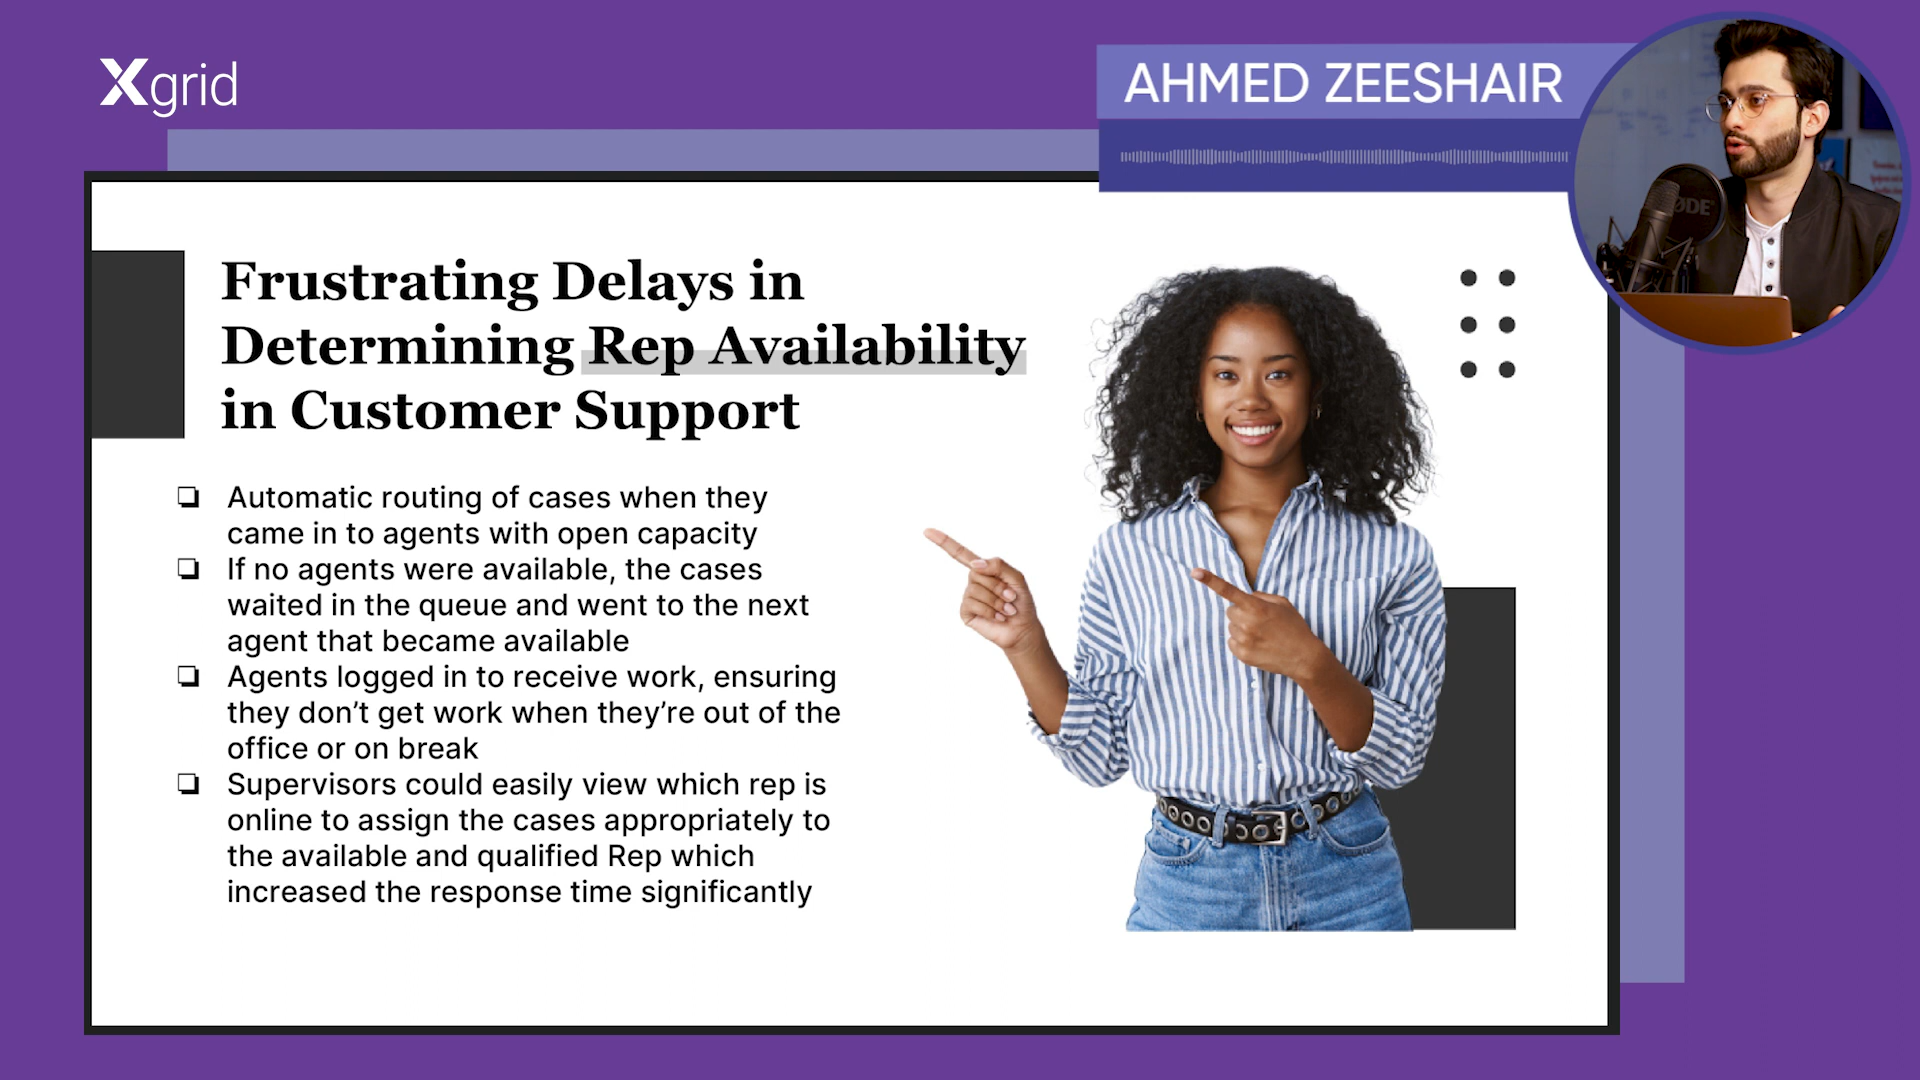 Xgrid
AHMED ZEESHAIR
Frustrating Delays in
Determining Rep Availability
in Customer Support
❏ Automatic routing of cases when they
came in to agents with open capacity
❏ If no agents were available, the cases
waited in the queue and went to the next
agent that became available
❏ Agents logged in to receive work, ensuring
they don’t get work when they’re out of the
office or on break
❏ Supervisors could easily view which rep is
online to assign the cases appropriately to
the available and qualified Rep which
increased the response time significantly